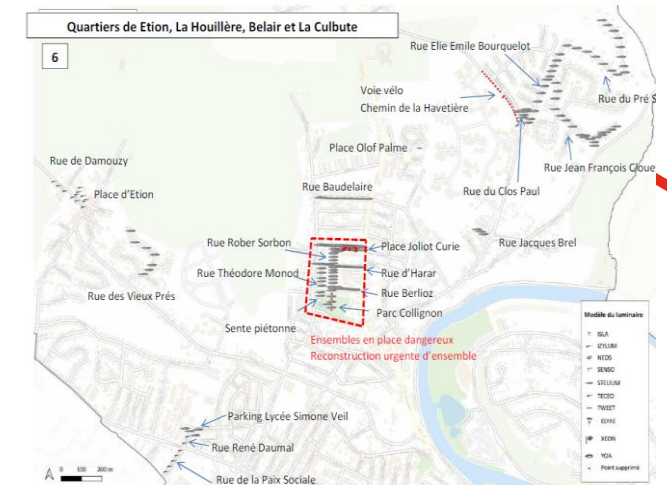 Quartiers de Etion, La Houillère, Belair et La Culbute
6
Rue Elie Emile Bourquelot
Voie vélo
Chemin de la Havetière
Rue du Pré S
Place Olof Palme
Rue de Damouzy
Rue Jean François Cloue
Place d'Etion
Rue Baudelaire
Rue du Clos Paul
Rue Rober Sorbon
Place Joliot Curie
Rue Jacques Brel
Rue Théodore Monod
Rue d'Harar
Rue des Vieux Prés
Rue Berlioz
Parc Collignon
Sente piétonne
Ensembles en place dangereux
Reconstruction urgente d'ensemble
Modèle du luminaire
ISLA
IZYLUM
NEOS
SENSO
STELIUM
TECEO
TWEET
ELYXE
XEON
YOA
Point supprimé
Parking Lycée Simone Veil
Rue René Daumal
Rue de la Paix Sociale
0 100 200 m